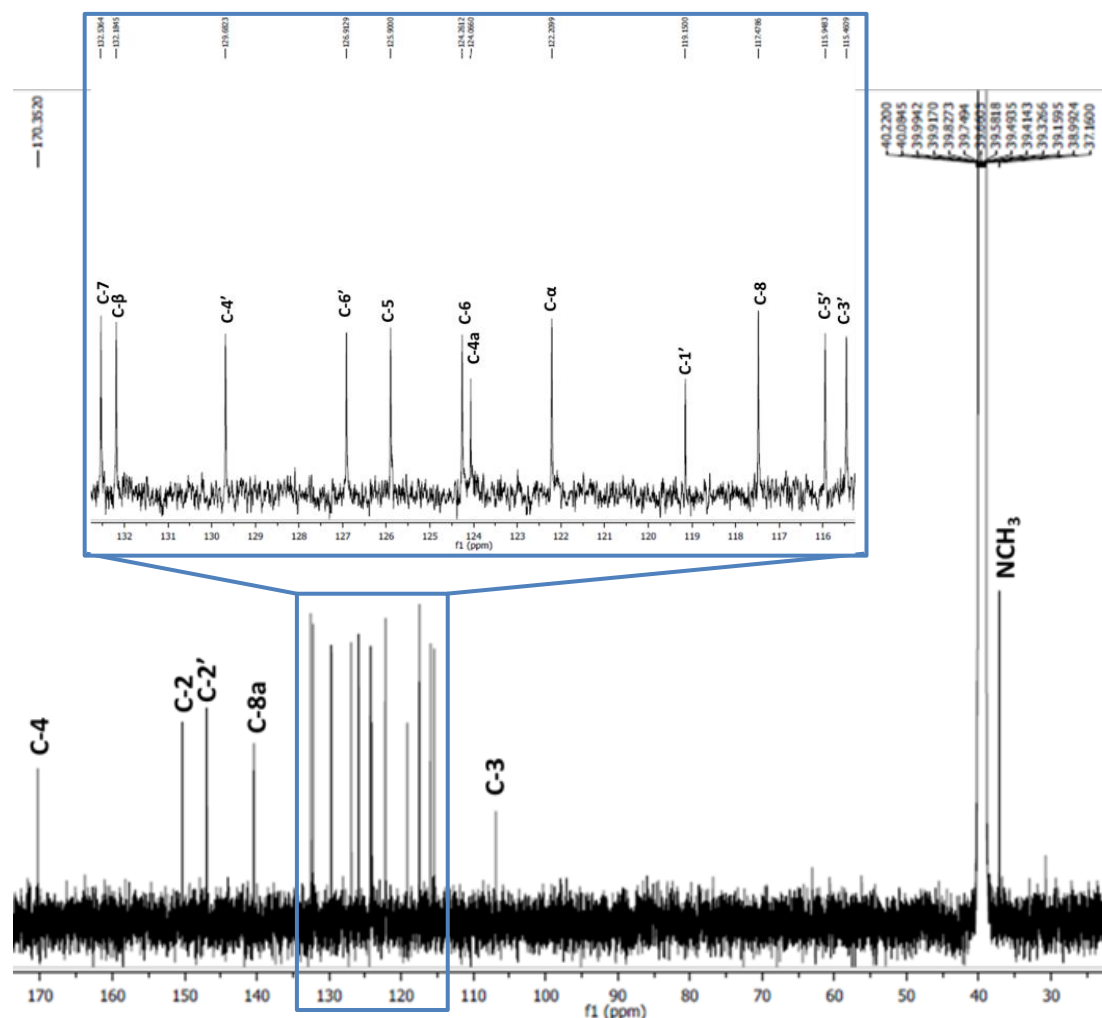 132.5364
132.1845
129.6823
126.9129
125.9000
124.2612
124.0660
122.2099
119.1500
117.4786
115.9483
115.4609
170.3520
40.2200
40.0845
39.9942
39.9170
39.8273
39.7494
39.5818
39.4935
39.4143
39.3266
39.1595
38.9924
37.1600
C-7
C-β
C-4'
C-6'
C-5
C-6
C-4a
C-α
C-1'
C-8
C-5'
C-3'
132 131 130 129 128 127 126 125 124 123 122 121 120 119 118 117 116
f1 (ppm)
C-4
C-2
C-2'
C-8a
C-3
NCH₃
170 160 150 140 130 120 110 100 90 80 70 60 50 40 30
f1 (ppm)